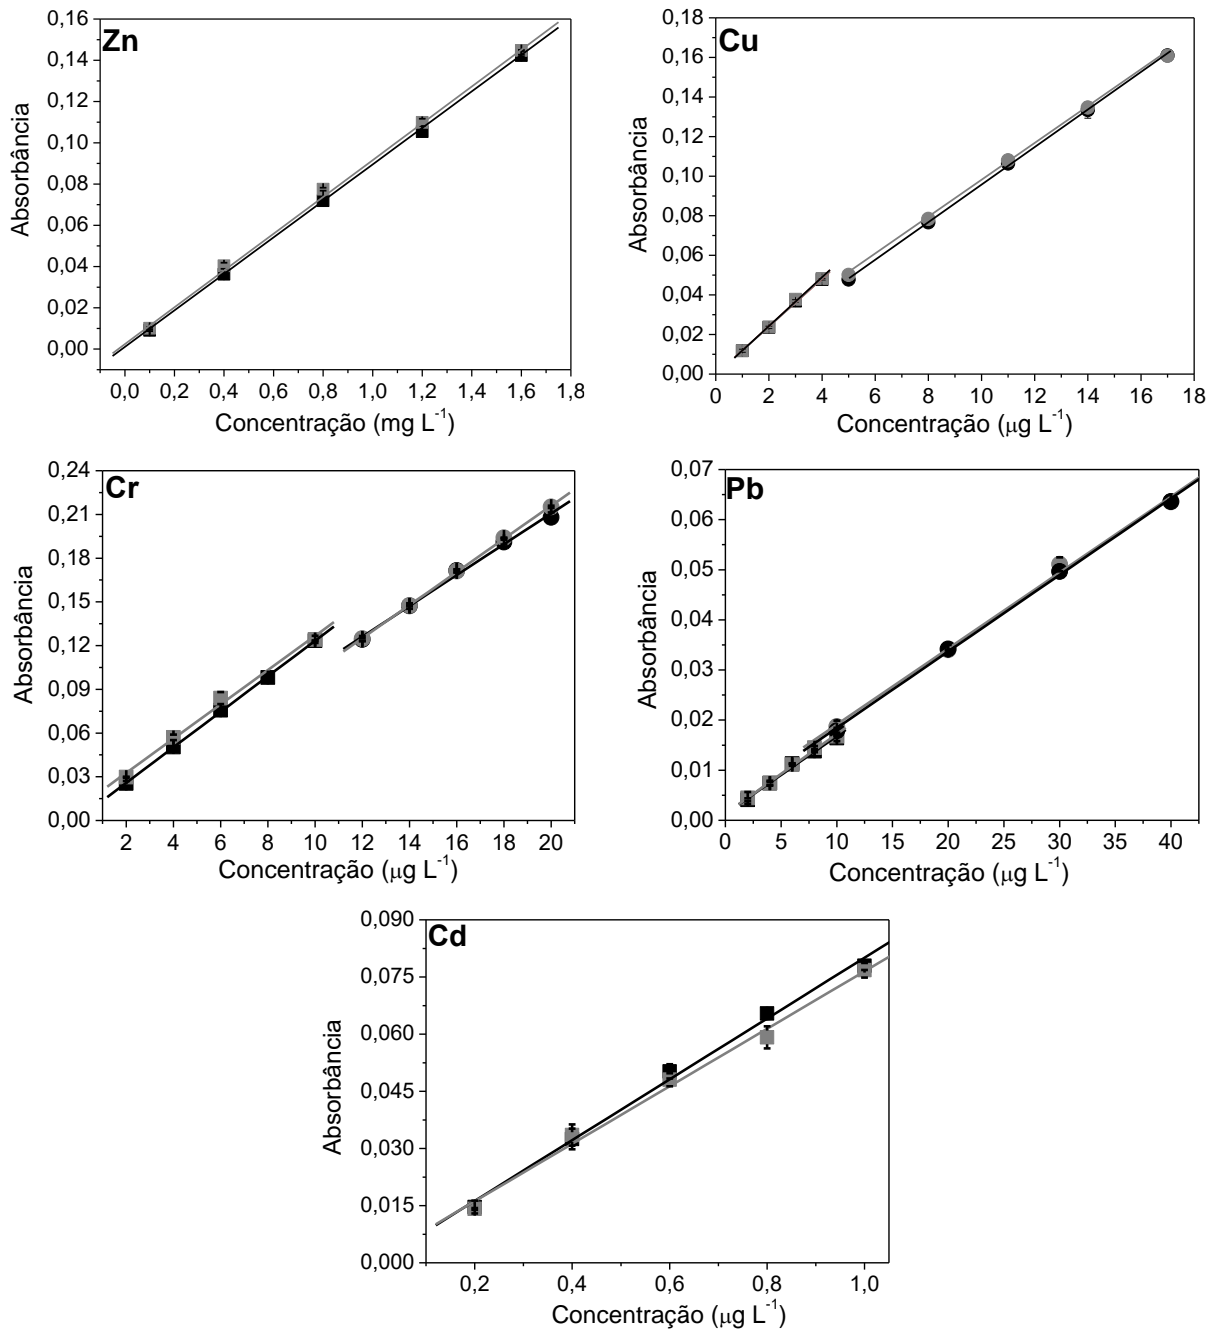 Zn
0,16
0,14
0,12
0,10
0,08
0,06
0,04
0,02
0,00
Absorbância
0,0 0,2 0,4 0,6 0,8 1,0 1,2 1,4 1,6 1,8
Concentração (mg L⁻¹)
Cu
0,18
0,16
0,14
0,12
0,10
0,08
0,06
0,04
0,02
0,00
Absorbância
0 2 4 6 8 10 12 14 16 18
Concentração (μg L⁻¹)
Cr
0,24
0,21
0,18
0,15
0,12
0,09
0,06
0,03
0,00
Absorbância
2 4 6 8 10 12 14 16 18 20
Concentração (μg L⁻¹)
Pb
0,07
0,06
0,05
0,04
0,03
0,02
0,01
0,00
Absorbância
0 5 10 15 20 25 30 35 40
Concentração (μg L⁻¹)
Cd
0,090
0,075
0,060
0,045
0,030
0,015
0,000
Absorbância
0,2 0,4 0,6 0,8 1,0
Concentração (μg L⁻¹)